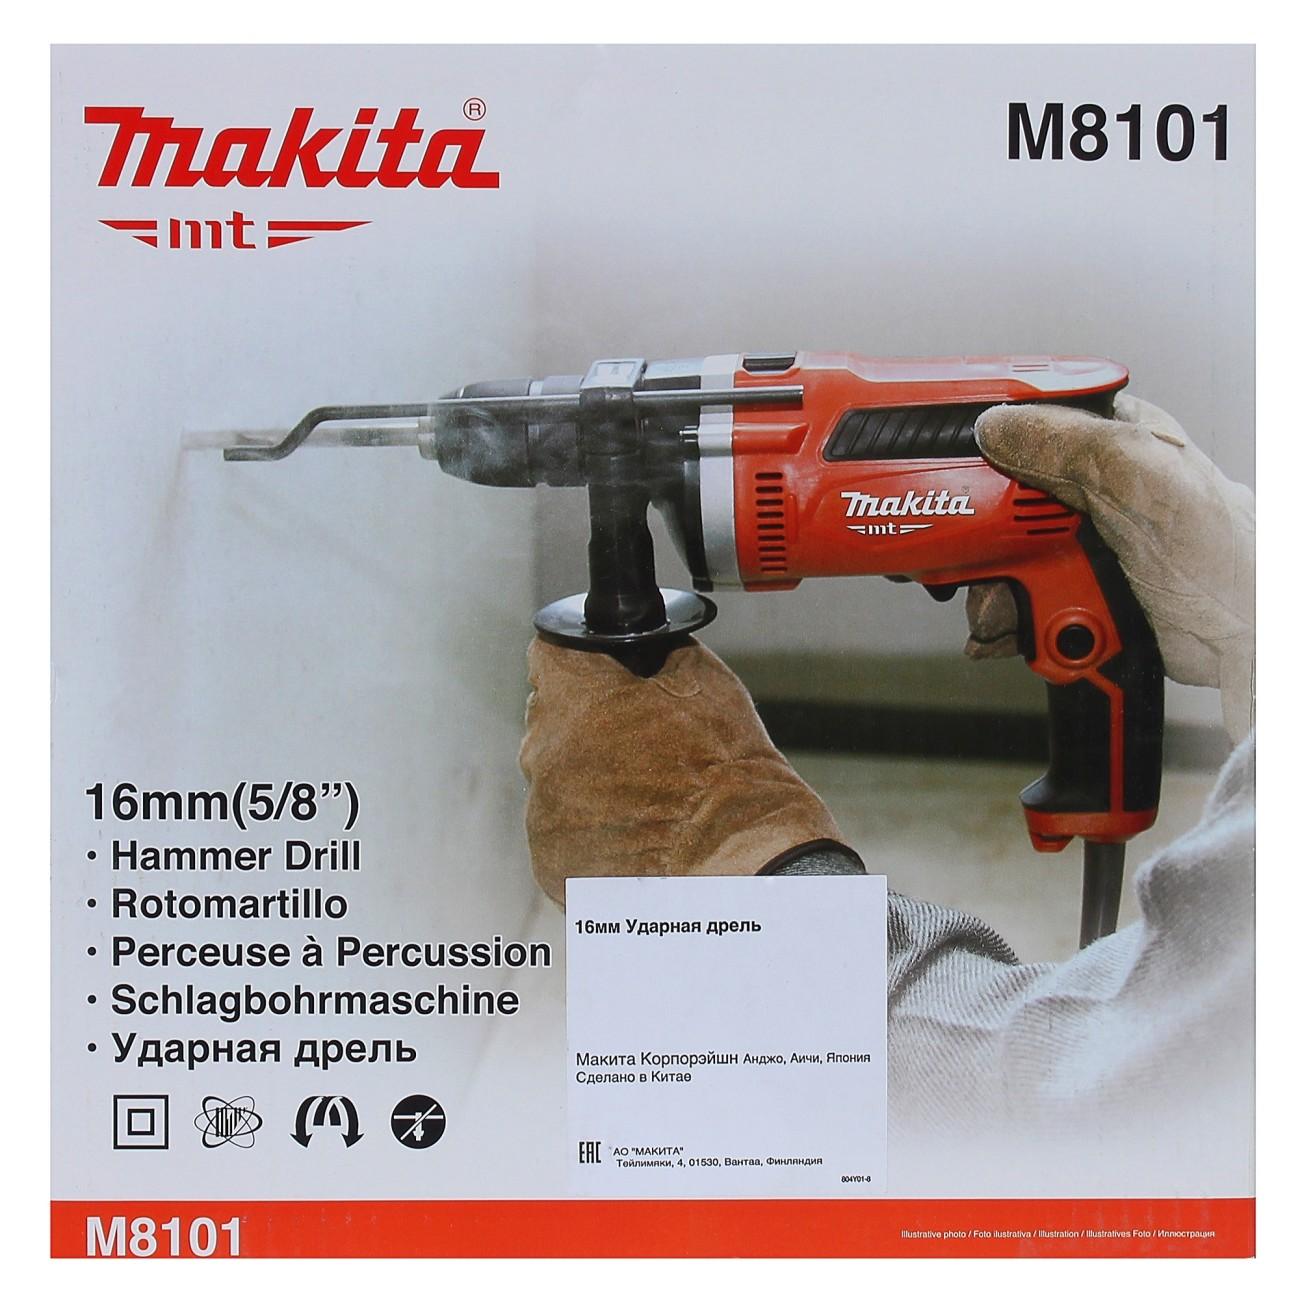 makita®
M8101
mt
makita
mt
16mm(5/8”)
• Hammer Drill
• Rotomartillo
• Perceuse à Percussion
• Schlagbohrmaschine
• Ударная дрель
16мм Ударная дрель
Макита Корпорэйшн Анджо, Аичи, Япония
Сделано в Китае
EAC
АО "МАКИТА"
Тейлимяки, 4, 01530, Вантаа, Финляндия
804Y01-8
M8101
Illustrative photo / Foto ilustrativa / Illustration / Illustratives Foto / Иллюстрация